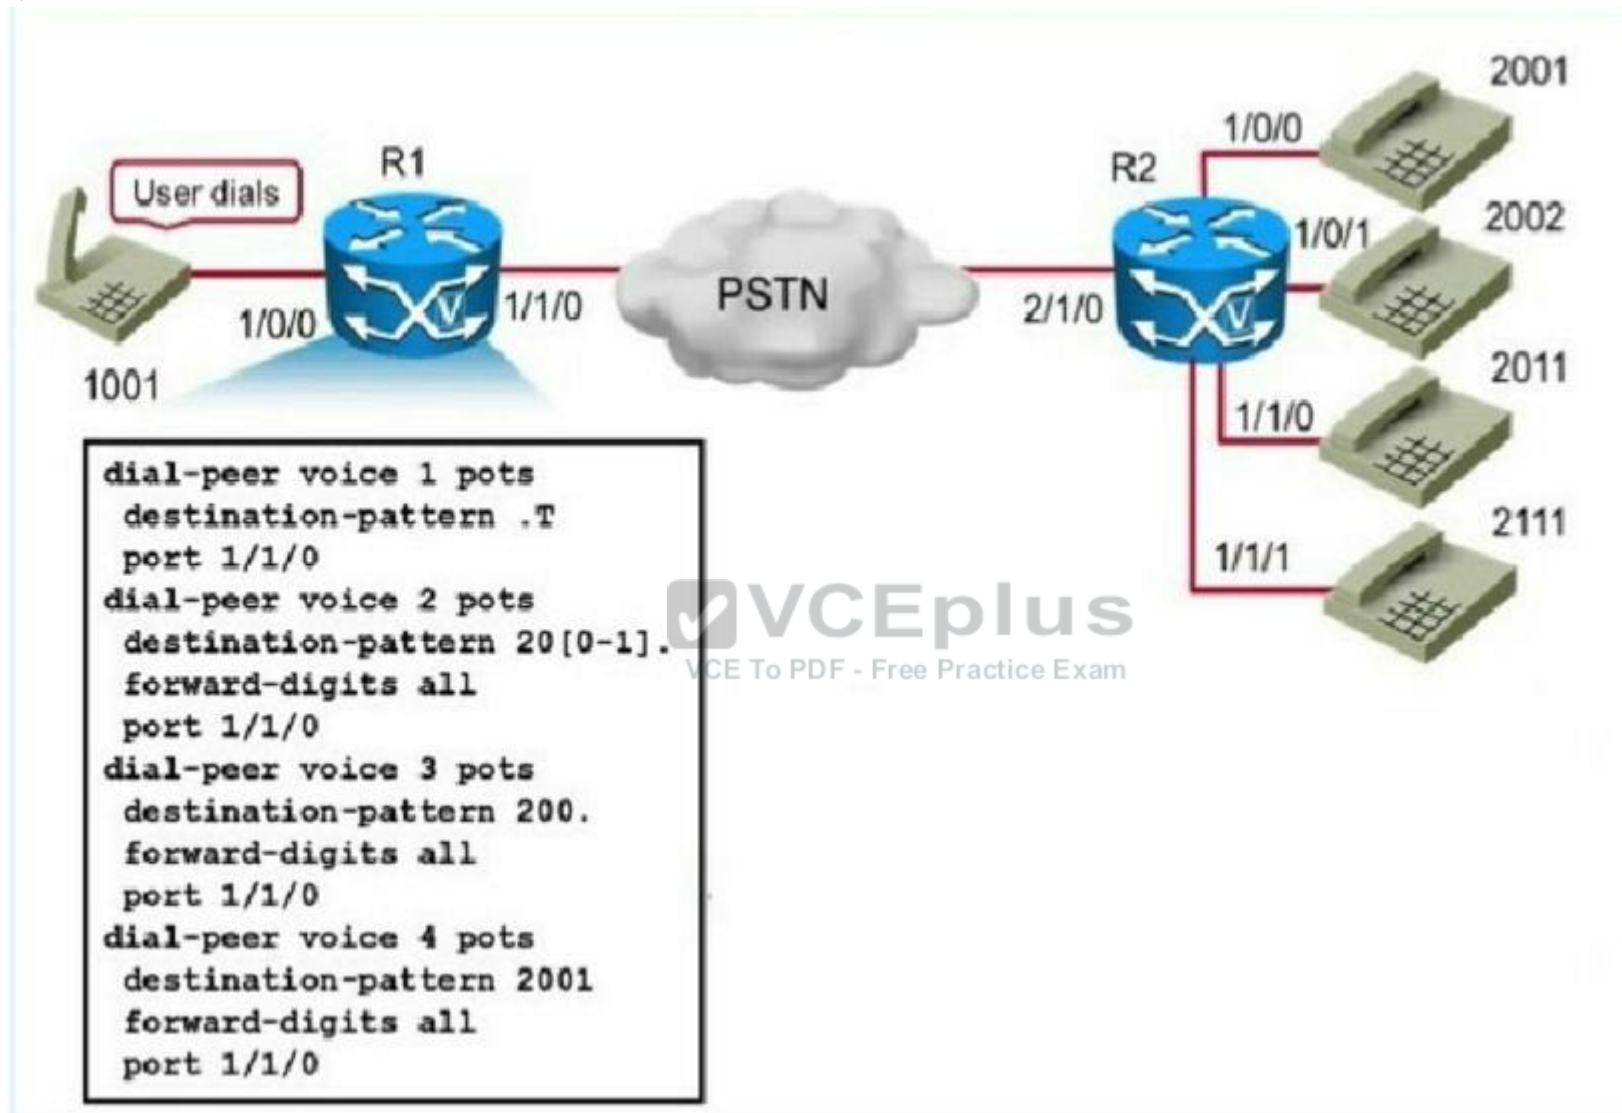 2001
1/0/0
R1
R2
User dials
2002
1/0/1
PSTN
1/0/0
1/1/0
2/1/0
1001
2011
1/1/0
2111
1/1/1
dial-peer voice 1 pots
destination-pattern .T
port 1/1/0
dial-peer voice 2 pots
destination-pattern 20[0-1].
forward-digits all
port 1/1/0
dial-peer voice 3 pots
destination-pattern 200.
forward-digits all
port 1/1/0
dial-peer voice 4 pots
destination-pattern 2001
forward-digits all
port 1/1/0
V
V
VCEplus
VCE To PDF - Free Practice Exam